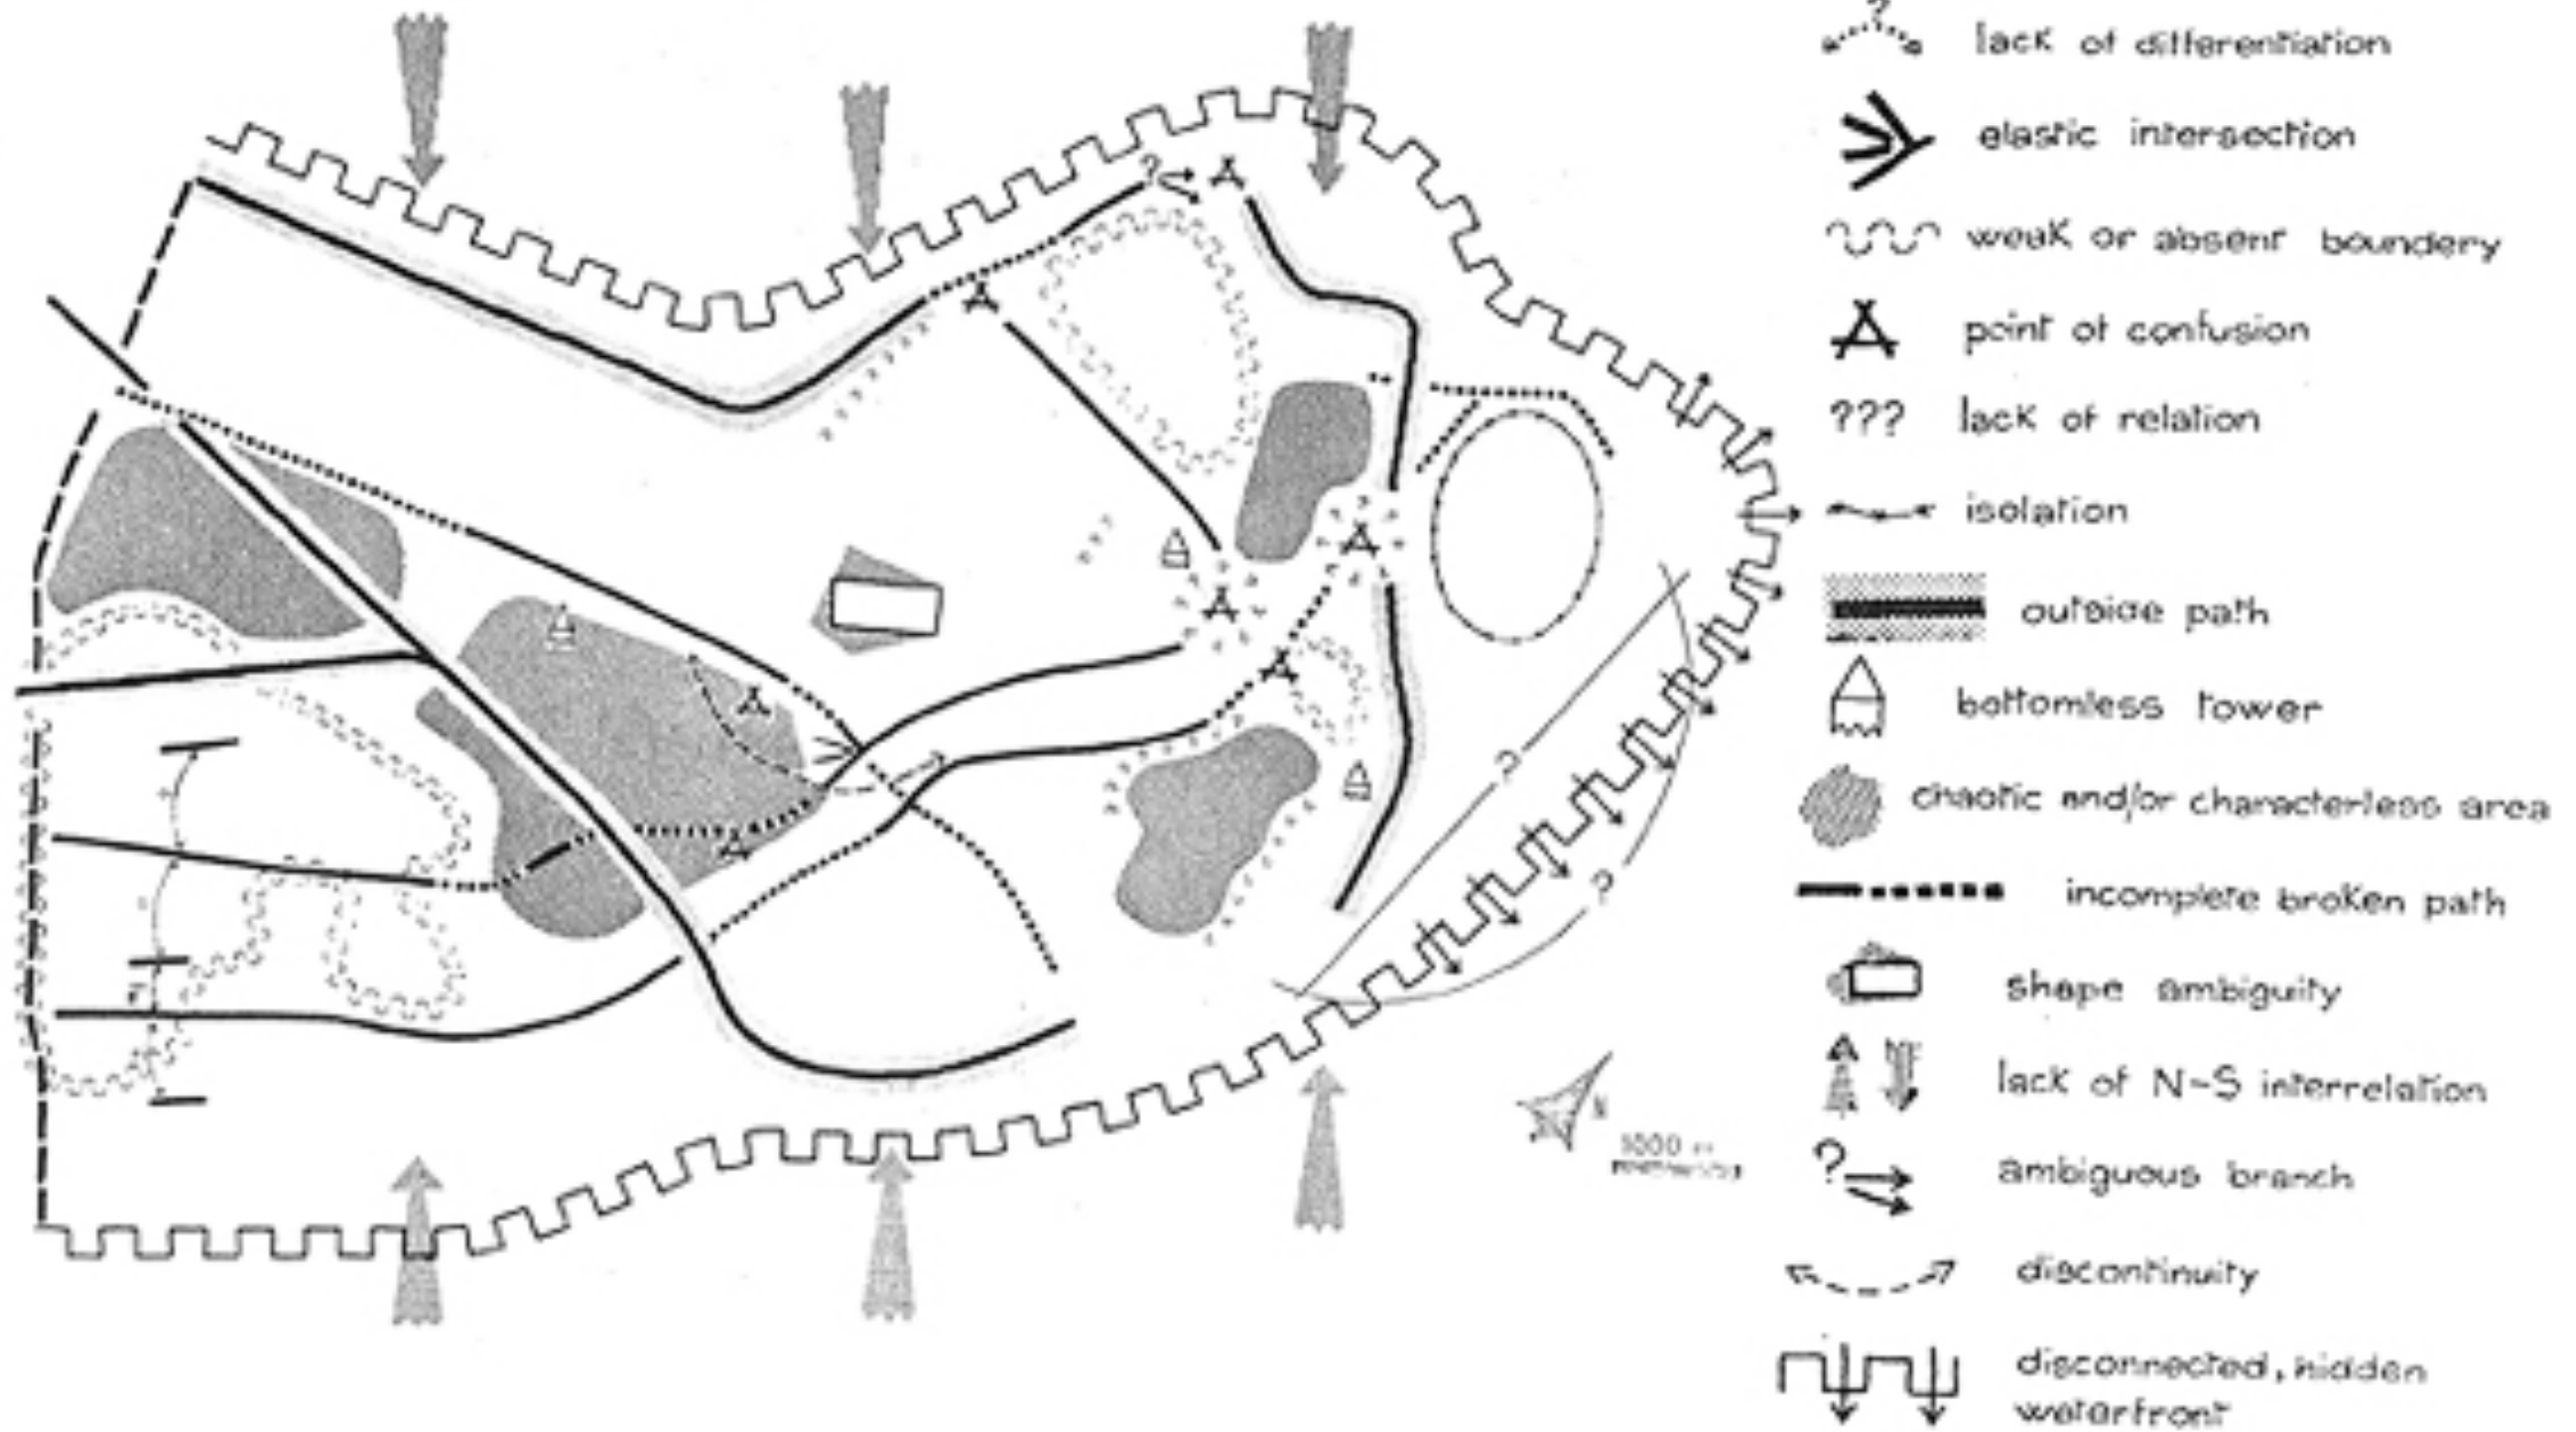 ?
lack of differentiation
elastic intersection
weak or absent boundery
point of confusion
??? lack of relation
isolation
outside path
bottomless tower
chaotic and/or characterless area
incomplete broken path
shape ambiguity
lack of N-S interrelation
? ambiguous branch
discontinuity
disconnected, hidden
waterfront
?
?
?
N
1000 m